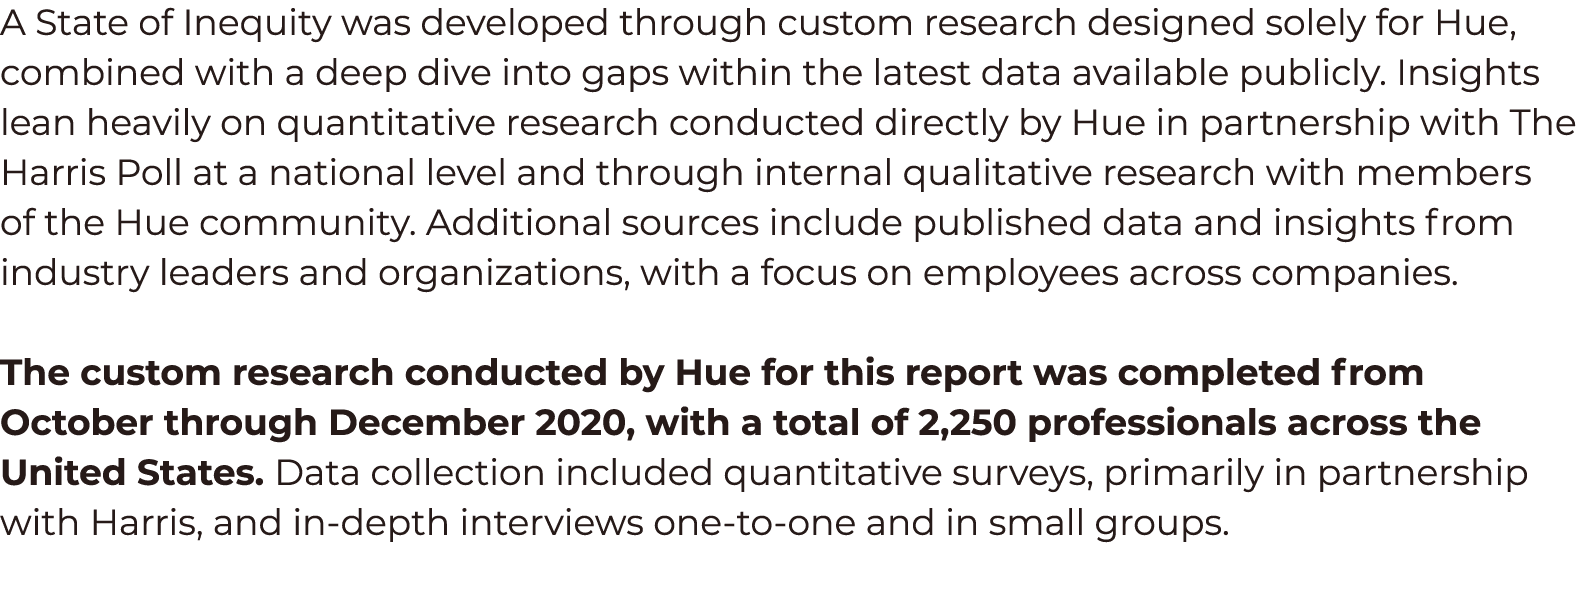 A State of Inequity was developed through custom research designed solely for Hue,
combined with a deep dive into gaps within the latest data available publicly. Insights
lean heavily on quantitative research conducted directly by Hue in partnership with The
Harris Poll at a national level and through internal qualitative research with members
of the Hue community. Additional sources include published data and insights from
industry leaders and organizations, with a focus on employees across companies.
The custom research conducted by Hue for this report was completed from
October through December 2020, with a total of 2,250 professionals across the
United States. Data collection included quantitative surveys, primarily in partnership
with Harris, and in-depth interviews one-to-one and in small groups.